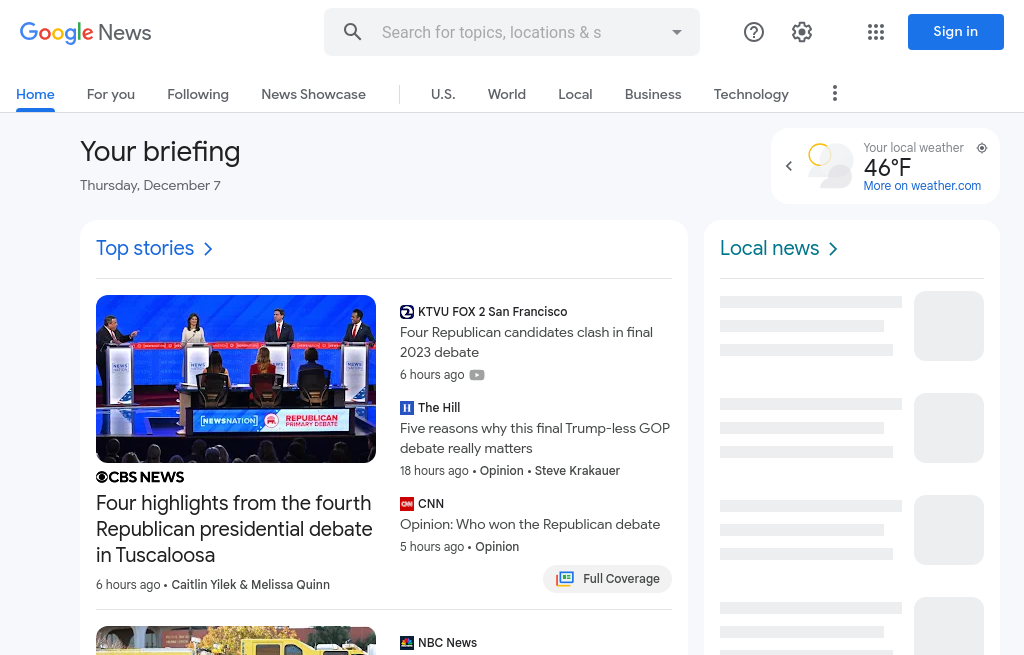 Google News
Search for topics, locations & s
Sign in
Home
For you
Following
News Showcase
U.S.
World
Local
Business
Technology
Your briefing
Thursday, December 7
Your local weather
46°F
More on weather.com
Top stories
NEWSNATION
REPUBLICAN
PRIMARY DEBATE
CBS NEWS
Four highlights from the fourth
Republican presidential debate
in Tuscaloosa
6 hours ago • Caitlin Yilek & Melissa Quinn
KTVU FOX 2 San Francisco
Four Republican candidates clash in final
2023 debate
6 hours ago
H The Hill
Five reasons why this final Trump-less GOP
debate really matters
18 hours ago • Opinion • Steve Krakauer
CNN CNN
Opinion: Who won the Republican debate
5 hours ago • Opinion
Full Coverage
NBC News
Local news